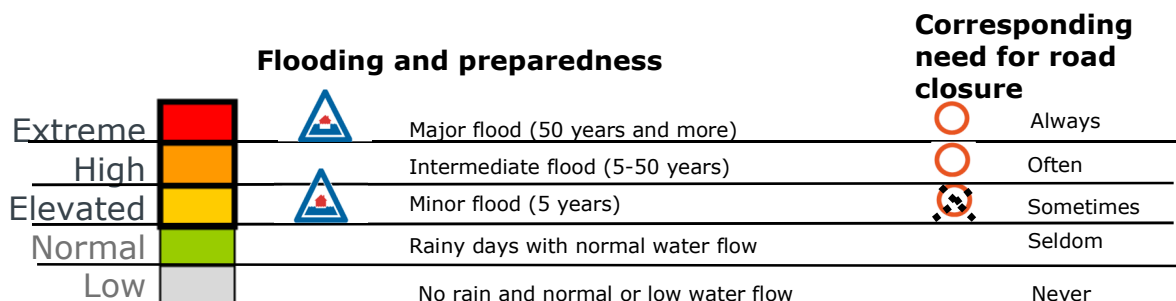 Corresponding
need for road
closure
Flooding and preparedness
Extreme Major flood (50 years and more) Always
High Intermediate flood (5-50 years) Often
Elevated Minor flood (5 years) Sometimes
Normal Rainy days with normal water flow Seldom
Low No rain and normal or low water flow Never